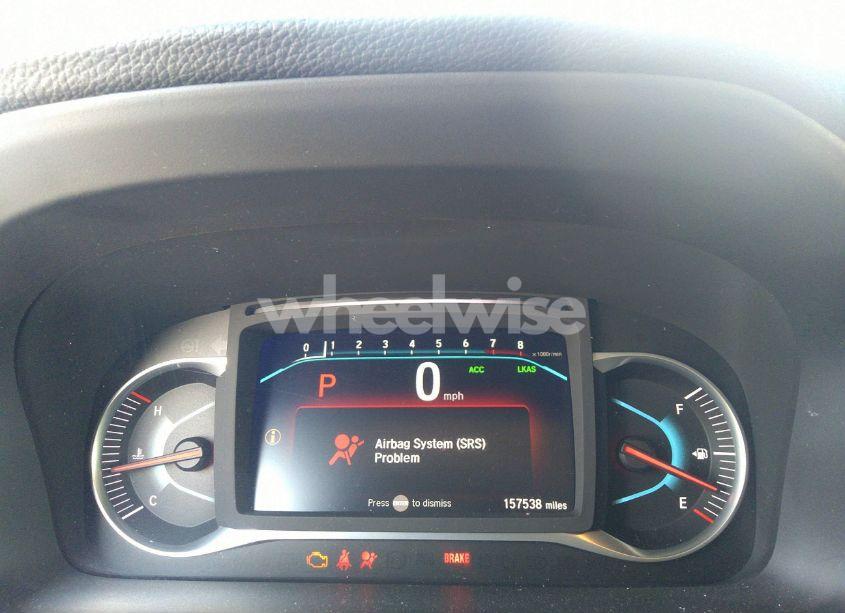 wheelwise
0 1 2 3 4 5 6 7 8
x1000r/min
P 0 mph
ACC LKAS
H
C
F
E
Airbag System (SRS)
Problem
Press ENTER to dismiss
157538 miles
BRAKE